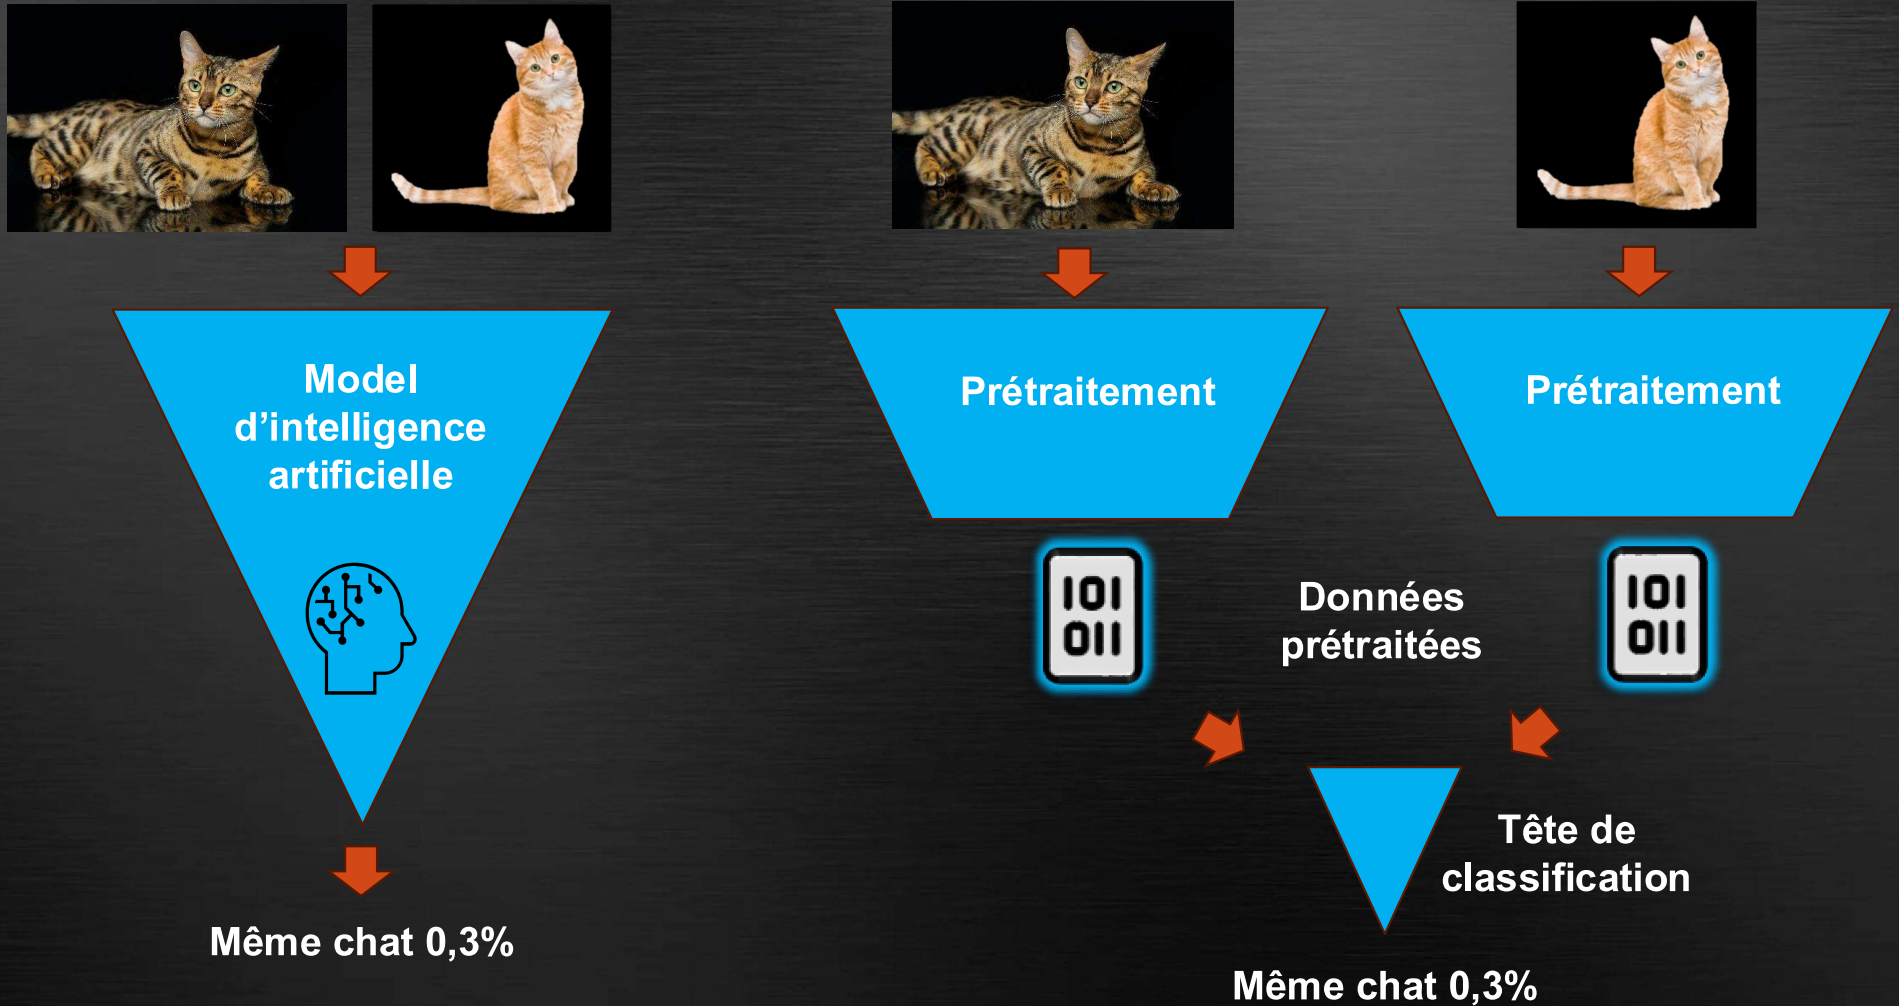 Model
d’intelligence
artificielle
Même chat 0,3%
Prétraitement
Prétraitement
101
011
Données
prétraitées
101
011
Tête de
classification
Même chat 0,3%